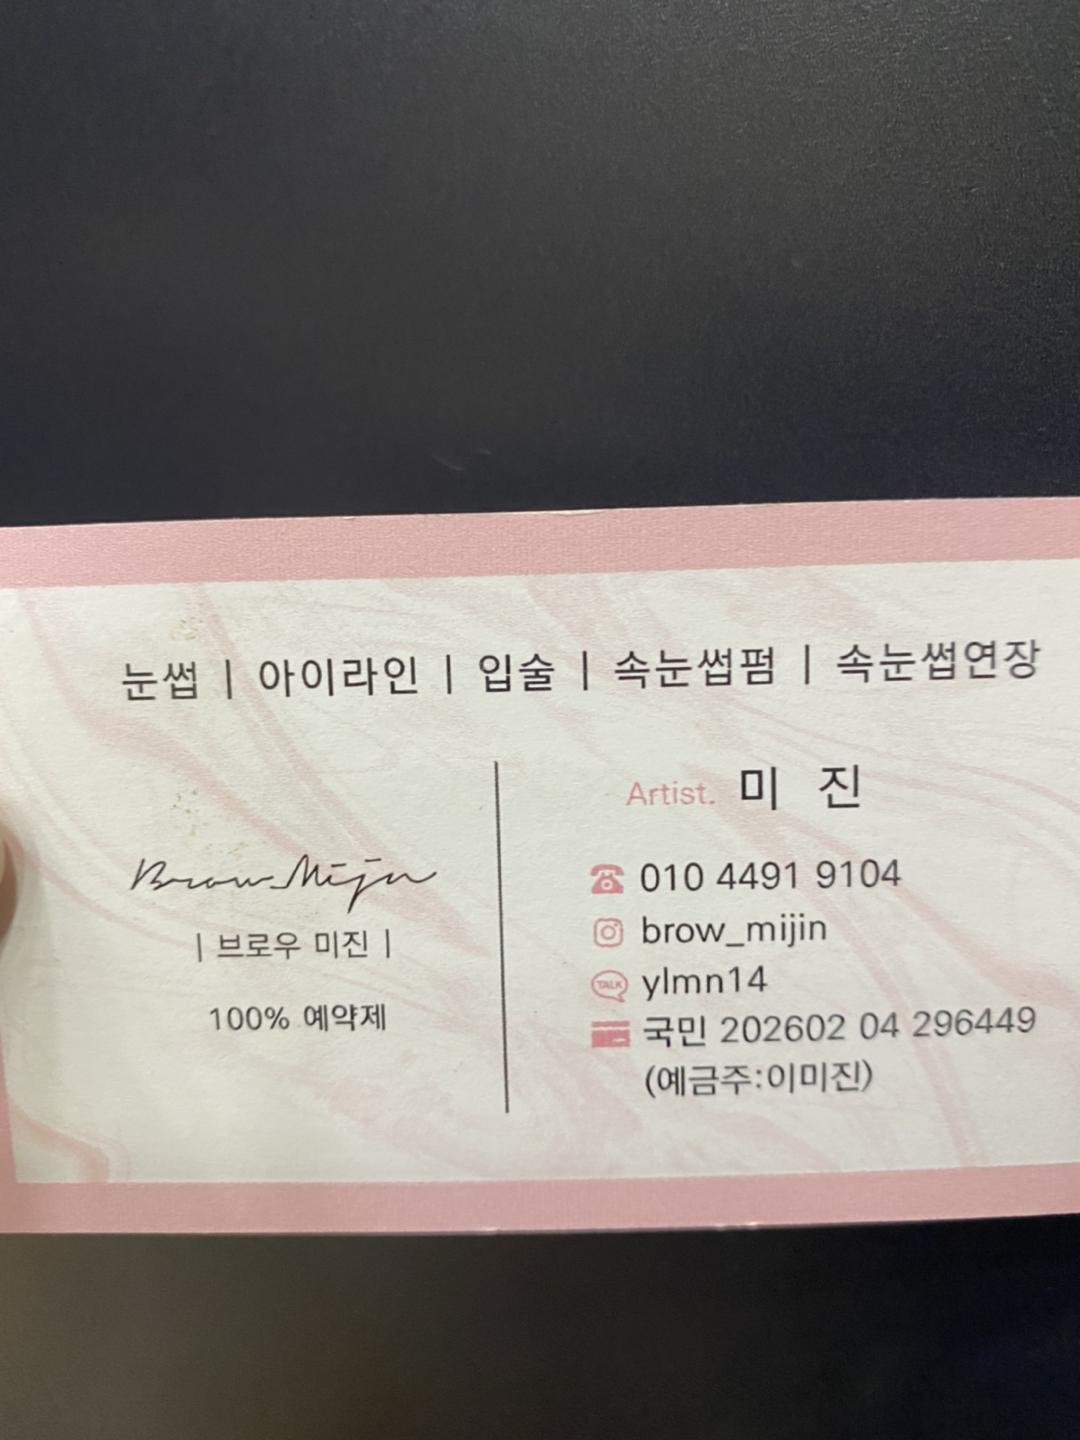 눈썹 | 아이라인 | 입술 | 속눈썹펌 | 속눈썹연장
Brow Mijin
| 브로우 미진 |
100% 예약제
Artist. 미 진
010 4491 9104
brow_mijin
TALK ylmn14
국민 202602 04 296449
(예금주:이미진)